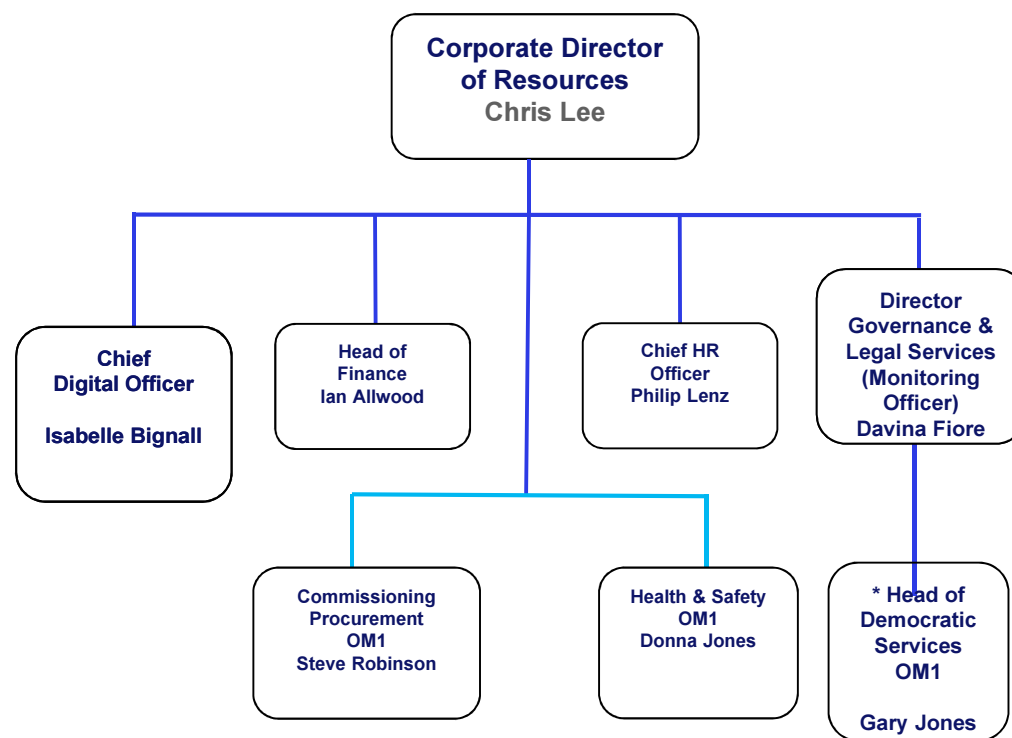 Corporate Director
of Resources
Chris Lee
Chief
Digital Officer
Isabelle Bignall
Head of
Finance
Ian Allwood
Chief HR
Officer
Philip Lenz
Director
Governance &
Legal Services
(Monitoring
Officer)
Davina Fiore
Commissioning
Procurement
OM1
Steve Robinson
Health & Safety
OM1
Donna Jones
* Head of
Democratic
Services
OM1
Gary Jones